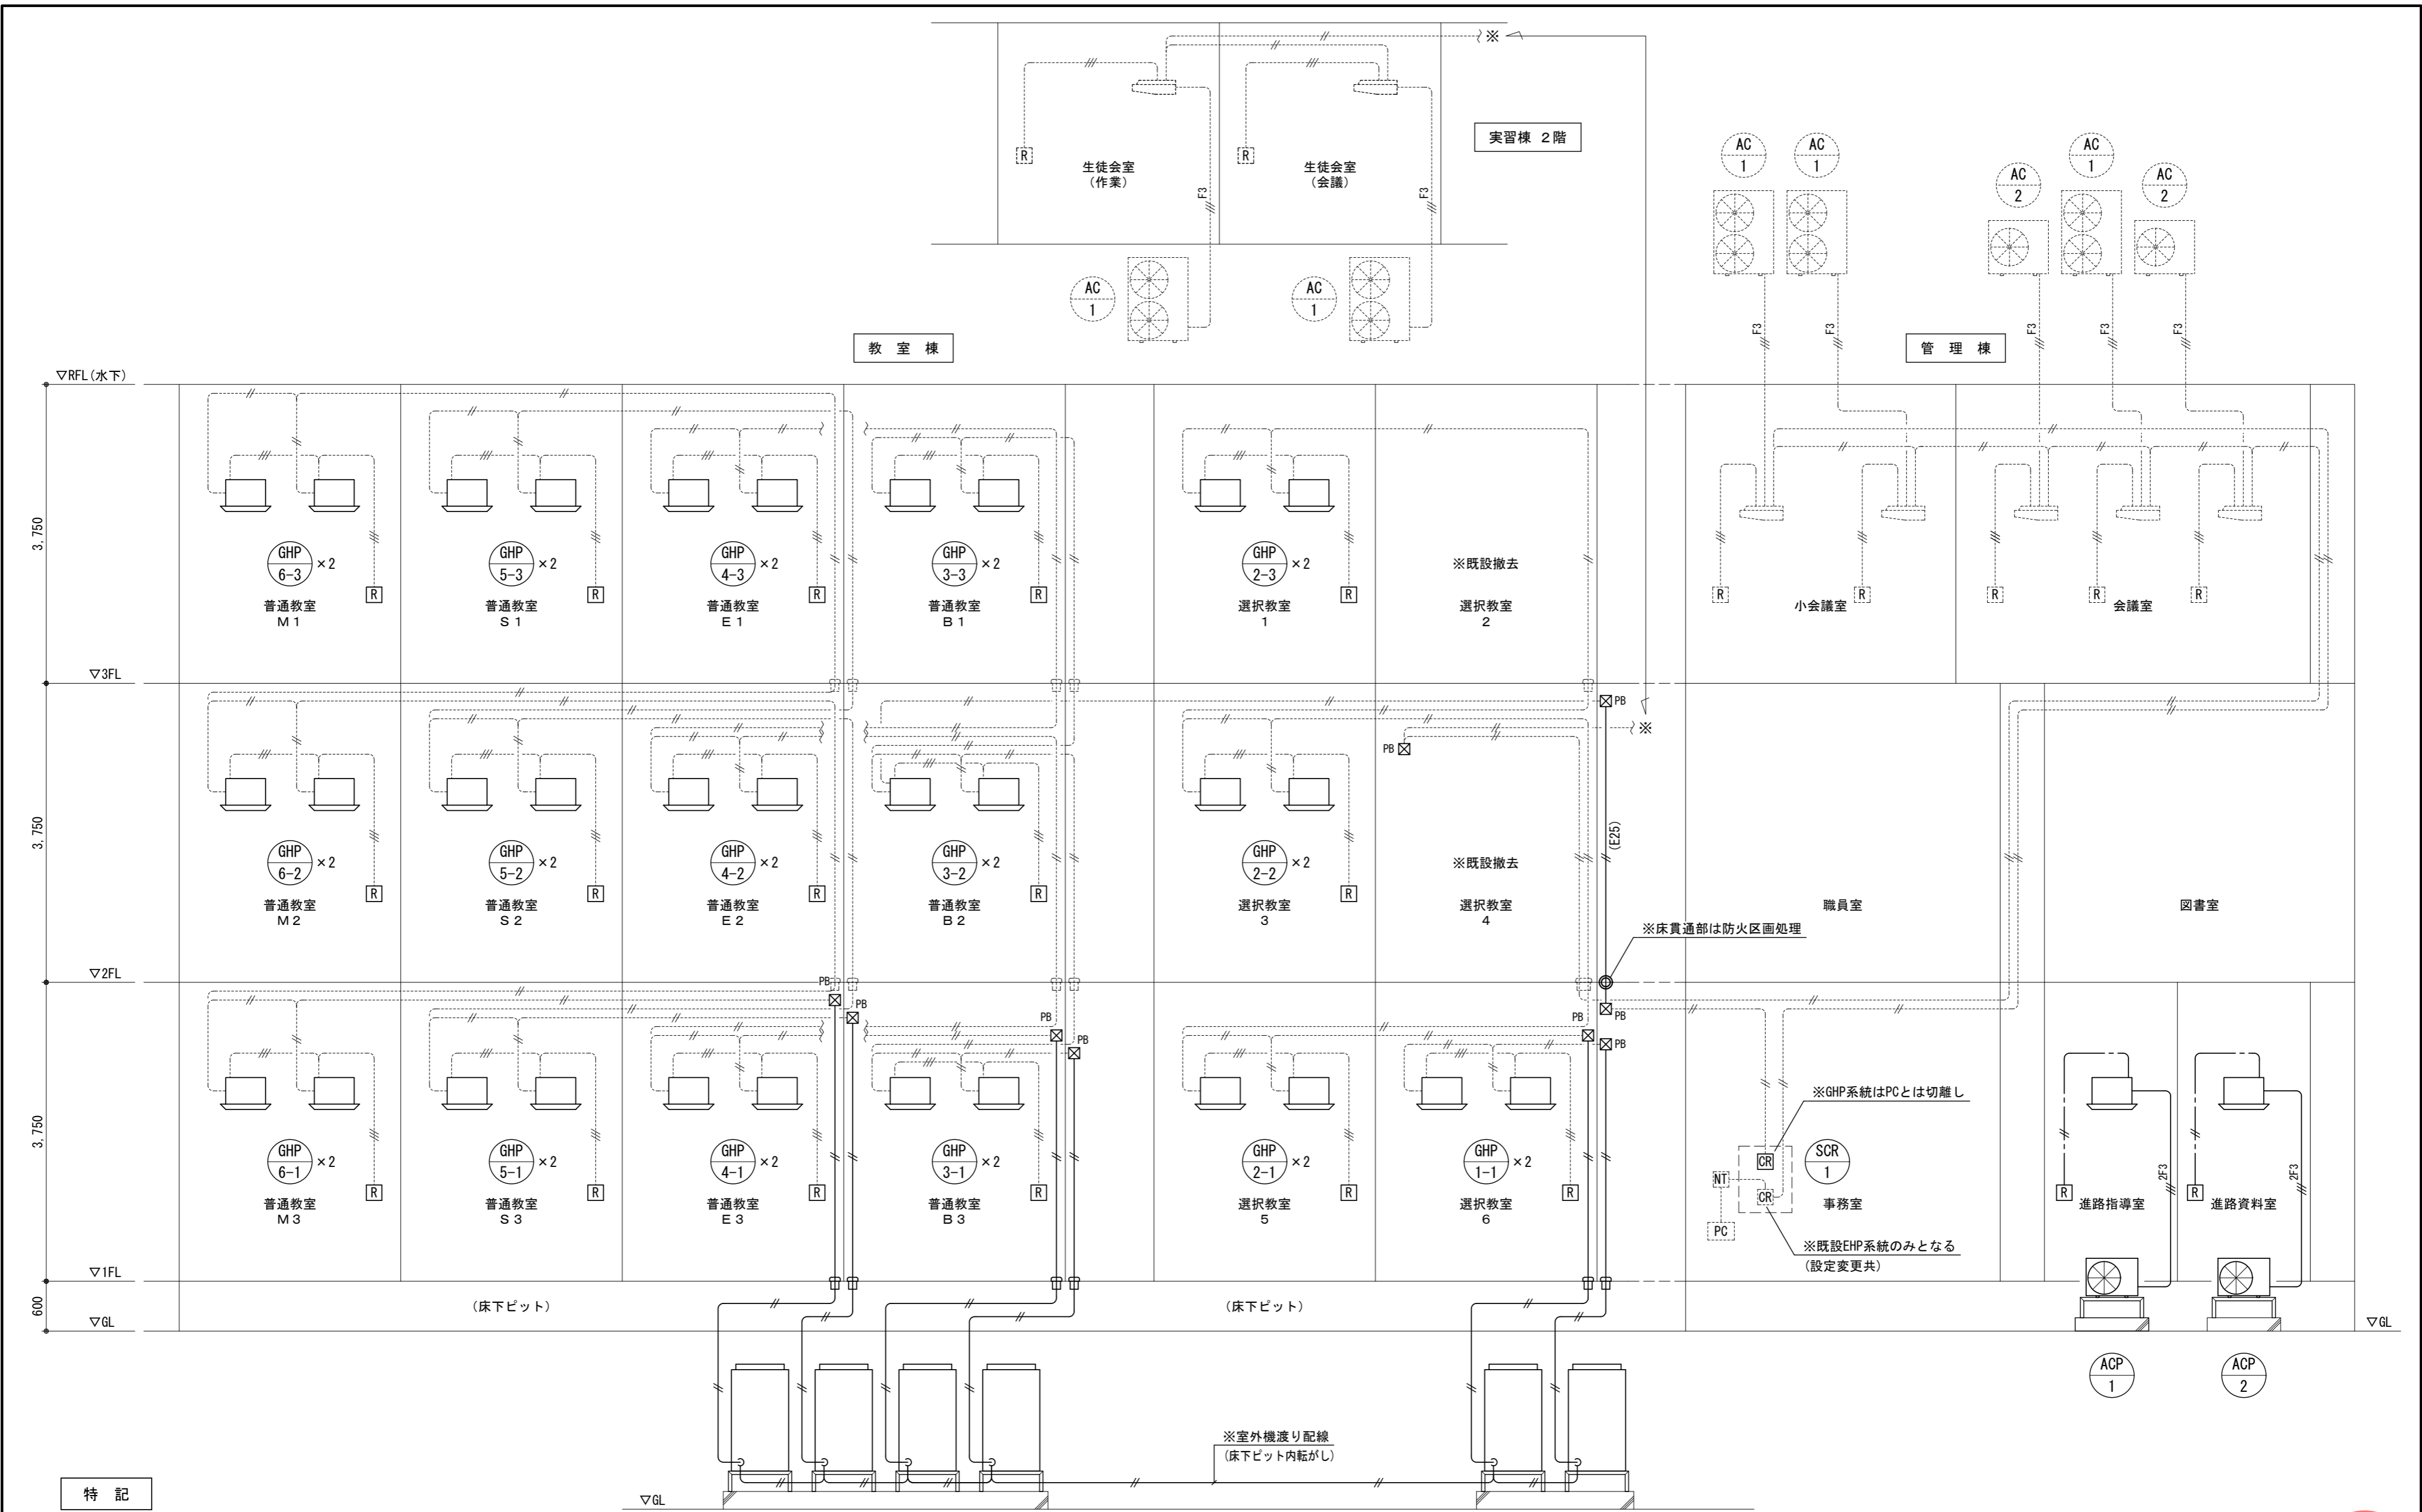 ※
実習棟 2階
R
R
生徒会室
（作業）
生徒会室
（会議）
F3
F3
AC
1
AC
1
AC
1
AC
1
AC
2
AC
1
AC
2
F3
F3
F3
F3
F3
教 室 棟
管 理 棟
▽RFL(水下)
3,750
GHP
6-3
×2
R
普通教室
M1
GHP
5-3
×2
R
普通教室
S1
GHP
4-3
×2
R
普通教室
E1
GHP
3-3
×2
R
普通教室
B1
GHP
2-3
×2
R
選択教室
1
※既設撤去
選択教室
2
R
小会議室
R
R
R
会議室
R
▽3FL
PB
PB
※
3,750
GHP
6-2
×2
R
普通教室
M2
GHP
5-2
×2
R
普通教室
S2
GHP
4-2
×2
R
普通教室
E2
GHP
3-2
×2
R
普通教室
B2
GHP
2-2
×2
R
選択教室
3
※既設撤去
選択教室
4
(E25)
職員室
図書室
※床貫通部は防火区画処理
▽2FL
PB
PB
PB
PB
PB
PB
PB
3,750
GHP
6-1
×2
R
普通教室
M3
GHP
5-1
×2
R
普通教室
S3
GHP
4-1
×2
R
普通教室
E3
GHP
3-1
×2
R
普通教室
B3
GHP
2-1
×2
R
選択教室
5
GHP
1-1
×2
R
選択教室
6
※GHP系統はPCとは切離し
CR
SCR
1
NT
CR
事務室
PC
※既設EHP系統のみとなる
(設定変更共)
R
進路指導室
2F3
R
進路資料室
2F3
▽1FL
600
(床下ピット)
(床下ピット)
▽GL
▽GL
ACP
1
ACP
2
※室外機渡り配線
(床下ピット内転がし)
特 記
▽GL